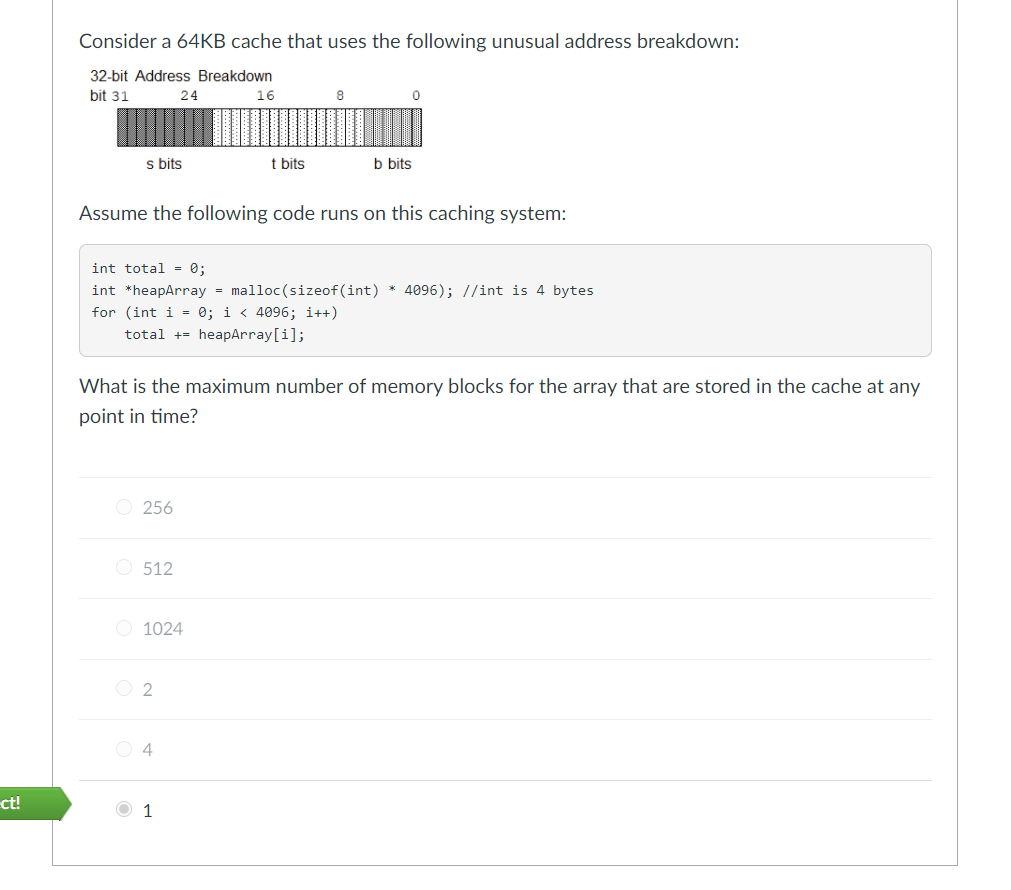 Consider a 64KB cache that uses the following unusual address breakdown:
32-bit Address Breakdown
bit 31 24 16 8 0
s bits t bits b bits
Assume the following code runs on this caching system:
int total = 0;
int *heapArray = malloc(sizeof(int) * 4096); //int is 4 bytes
for (int i = 0; i < 4096; i++)
    total += heapArray[i];
What is the maximum number of memory blocks for the array that are stored in the cache at any
point in time?
256
512
1024
2
4
ct!
1